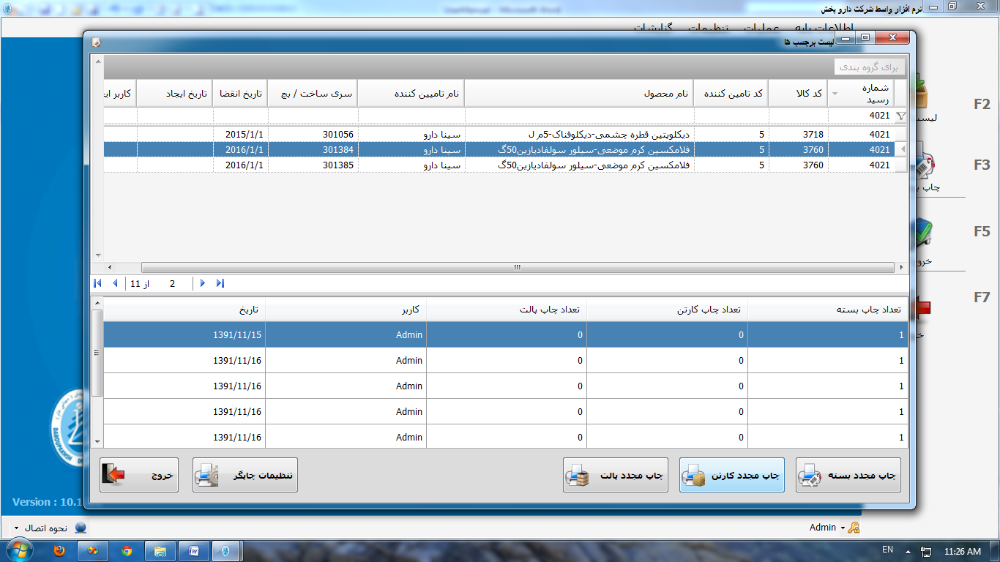 نرم افزار واسط شرکت دارو پخش
اطلاعات پایه عملیات تنظیمات گزارشات
لیست برچسب ها
برای گروه بندی
شماره رسید کد کالا کد تامین کننده نام محصول نام تامیین کننده سری ساخت / بچ تاریخ انقضا تاریخ ایجاد کاربر
4021
4021 3718 5 دیکلوپتین قطره چشمی-دیکلوفناک-5م ل سینا دارو 301056 2015/1/1
4021 3760 5 فلامکسین کرم موضعی-سیلور سولفادیازین50گ سینا دارو 301384 2016/1/1
4021 3760 5 فلامکسین کرم موضعی-سیلور سولفادیازین50گ سینا دارو 301385 2016/1/1
2 از 11
تعداد چاپ بسته تعداد چاپ کارتن تعداد چاپ پالت کاربر تاریخ
1 0 0 Admin 1391/11/15
1 0 0 Admin 1391/11/16
1 0 0 Admin 1391/11/16
1 0 0 Admin 1391/11/16
1 0 0 Admin 1391/11/16
چاپ مجدد بسته چاپ مجدد کارتن چاپ مجدد پالت تنظیمات چاپگر خروج
F2
F3
چاپ
F5
F7
Version : 10.1
Admin نحوه اتصال
EN 11:26 AM